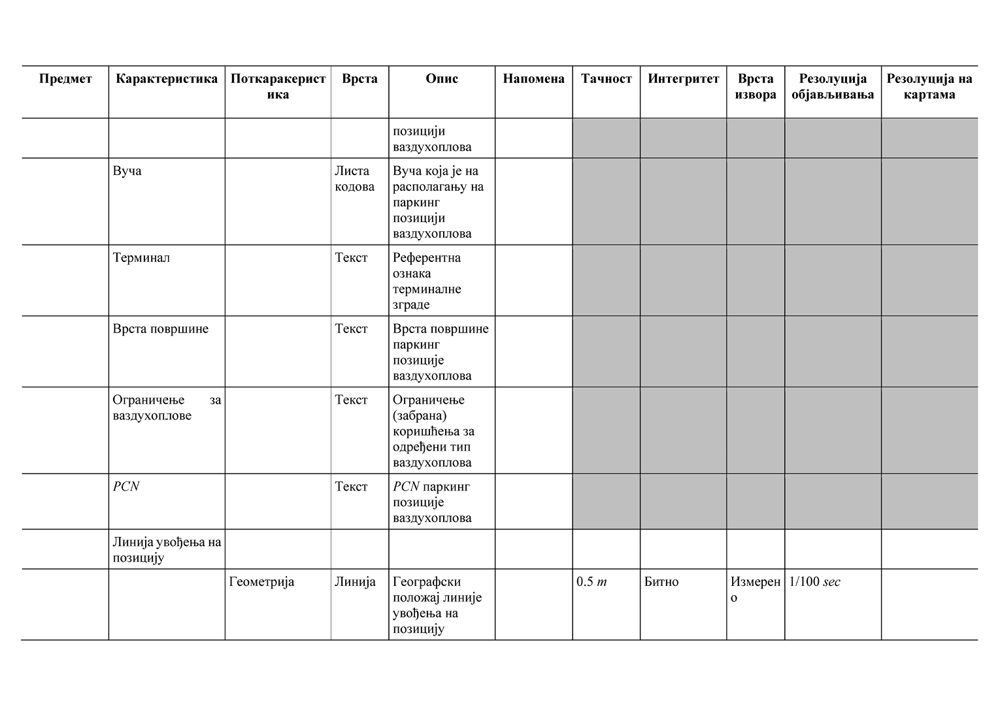 Предмет Карактеристика Поткаракерист Врста Опис Напомена Тачност Интегритет Врста Резолуција Резолуција на
ика извора објављивања картама
позицији
ваздухоплова
Вуча Листа Вуча која је на
кодова располагању на
паркинг
позицији
ваздухоплова
Терминал Текст Референтна
ознака
терминалне
зграде
Врста површине Текст Врста површине
паркинг
позиције
ваздухоплова
Ограничење за Текст Ограничење
ваздухоплове (забрана)
коришћења за
одређени тип
ваздухоплова
PCN Текст PCN паркинг
позиције
ваздухоплова
Линија увођења на
позицију
Геометрија Линија Географски 0.5 m Битно Измерен 1/100 sec
положај линије о
увођења на
позицију